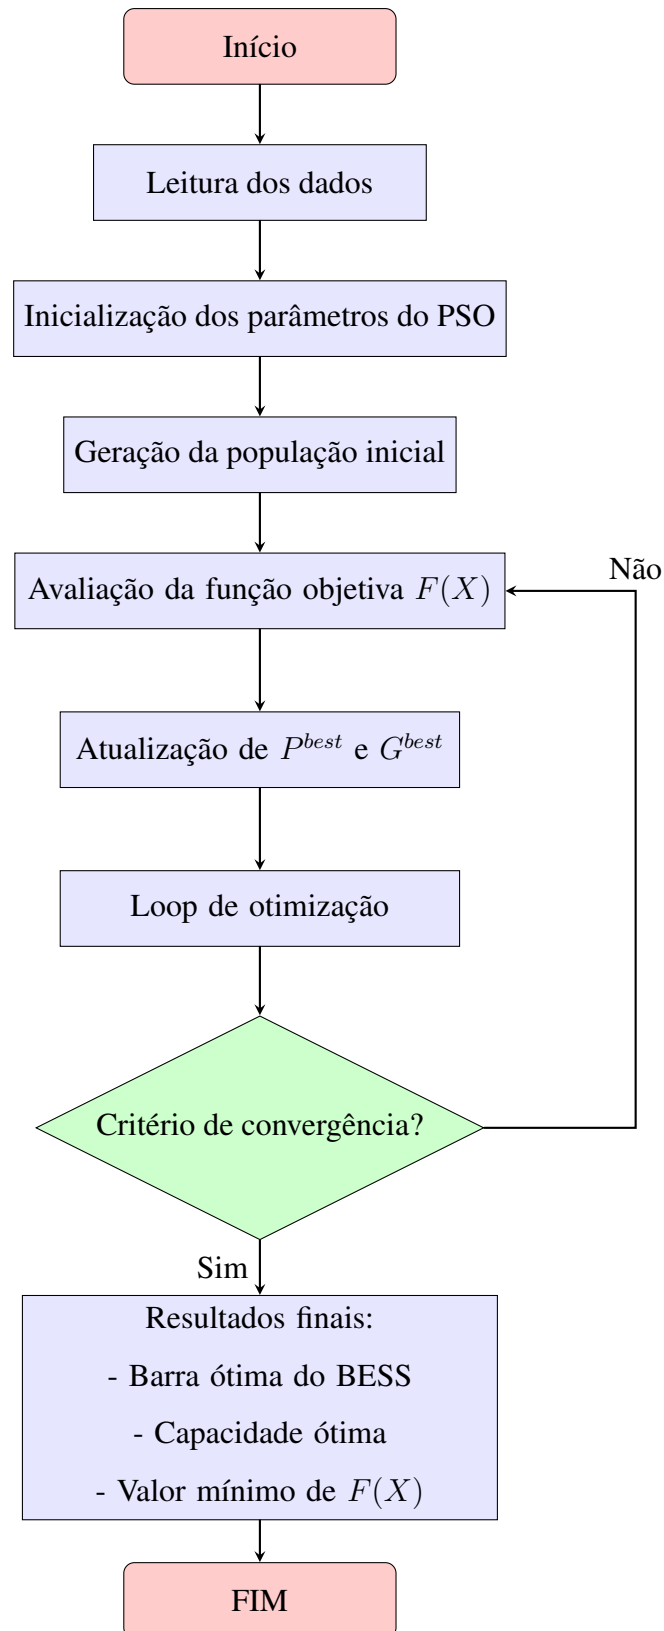 Início
Leitura dos dados
Inicialização dos parâmetros do PSO
Geração da população inicial
Não
Avaliação da função objetiva F(X)
Atualização de P^{best} e G^{best}
Loop de otimização
Critério de convergência?
Sim
Resultados finais:
- Barra ótima do BESS
- Capacidade ótima
- Valor mínimo de F(X)
FIM